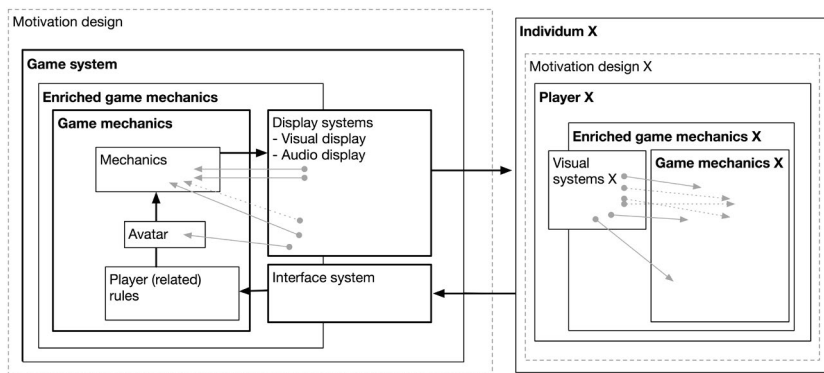 Motivation design
Game system
Enriched game mechanics
Game mechanics
Mechanics
Avatar
Player (related)
rules
Display systems
- Visual display
- Audio display
Interface system
Individum X
Motivation design X
Player X
Enriched game mechanics X
Visual
systems X
Game mechanics X